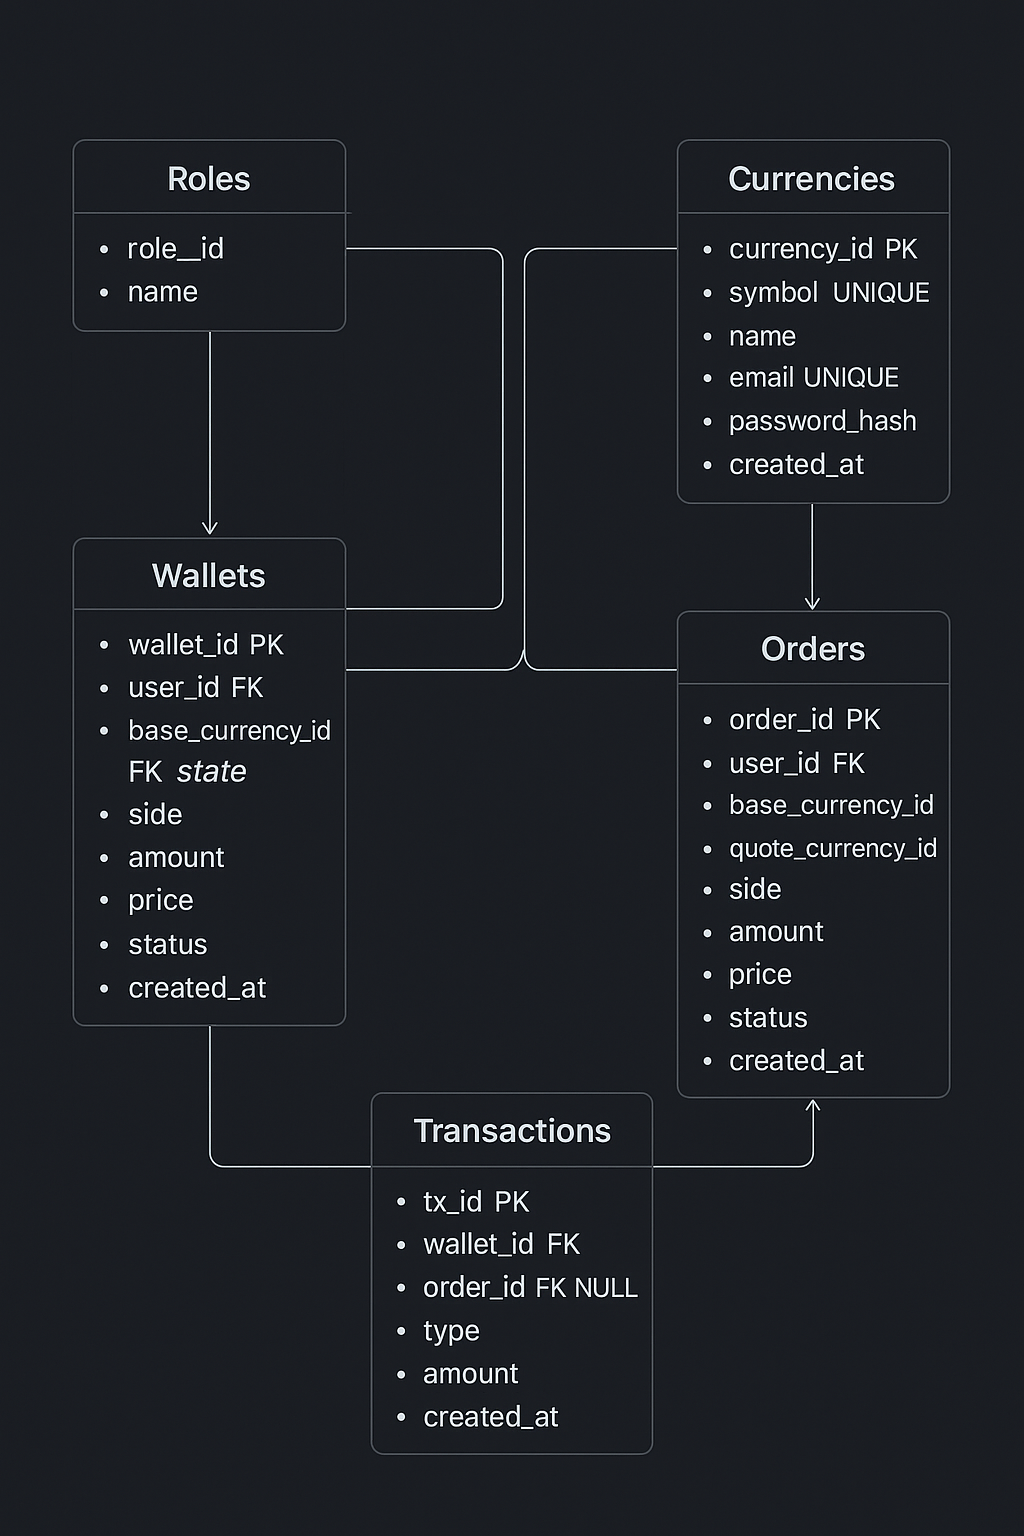 Roles
• role__id
• name
Currencies
• currency_id PK
• symbol UNIQUE
• name
• email UNIQUE
• password_hash
• created_at
Wallets
• wallet_id PK
• user_id FK
• base_currency_id
FK state
• side
• amount
• price
• status
• created_at
Orders
• order_id PK
• user_id FK
• base_currency_id
• quote_currency_id
• side
• amount
• price
• status
• created_at
Transactions
• tx_id PK
• wallet_id FK
• order_id FK NULL
• type
• amount
• created_at